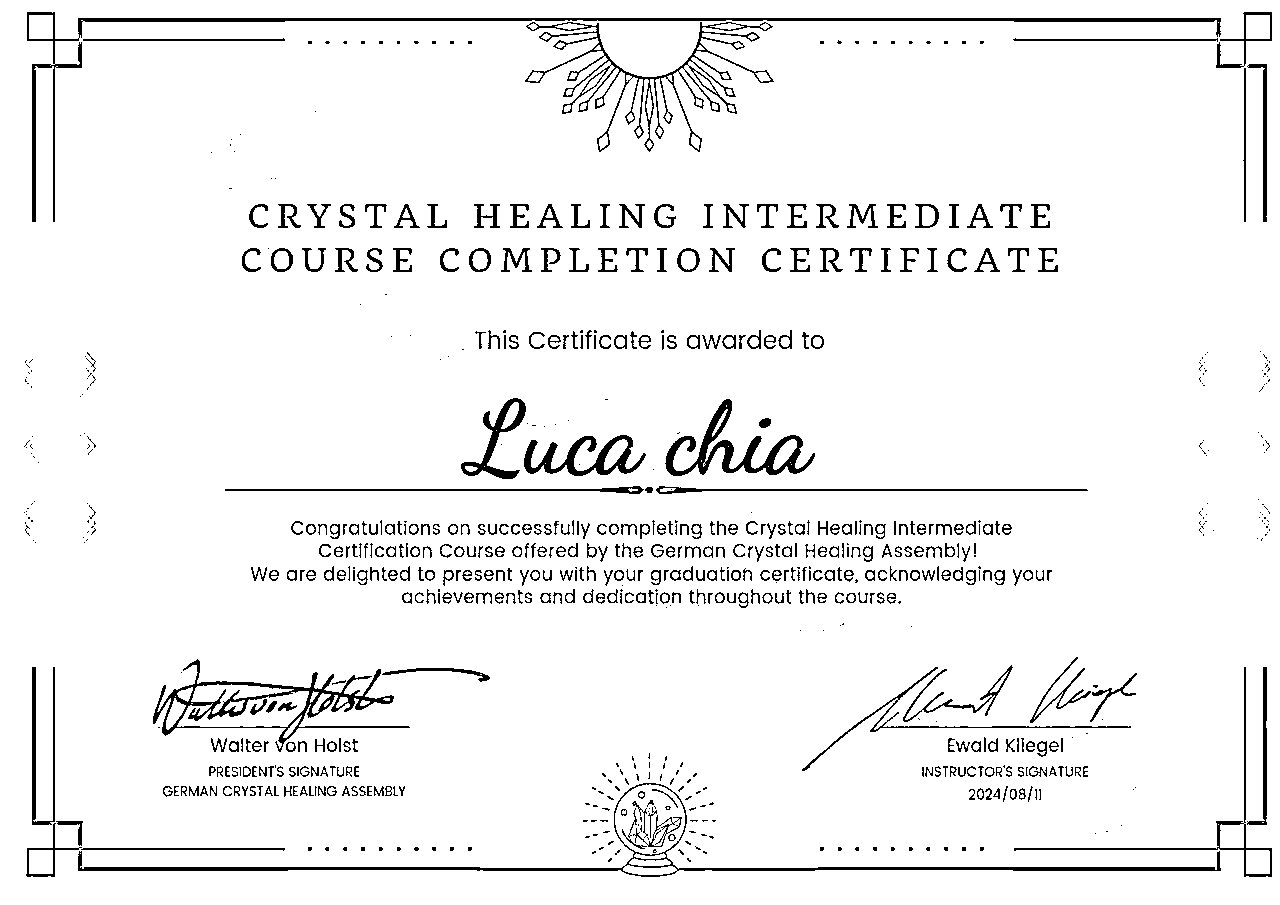 CRYSTAL HEALING INTERMEDIATE
COURSE COMPLETION CERTIFICATE
This Certificate is awarded to
Luca chia
Congratulations on successfully completing the Crystal Healing Intermediate
Certification Course offered by the German Crystal Healing Assembly!
We are delighted to present you with your graduation certificate, acknowledging your
achievements and dedication throughout the course.
Walter von Holst
Walter von Holst
PRESIDENT'S SIGNATURE
GERMAN CRYSTAL HEALING ASSEMBLY
Ewald Kliegel
INSTRUCTOR'S SIGNATURE
2024/08/11